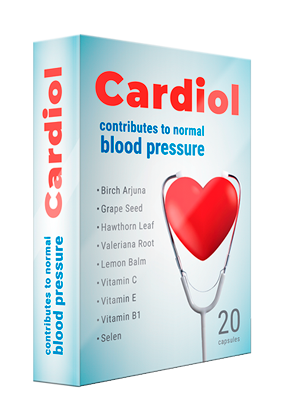 Cardiol
contributes to normal
blood pressure
Cardiol
contributes to normal
blood pressure
• Birch Arjuna
• Grape Seed
• Hawthorn Leaf
• Valeriana Root
• Lemon Balm
• Vitamin C
• Vitamin E
• Vitamin B1
• Selen
20
capsules